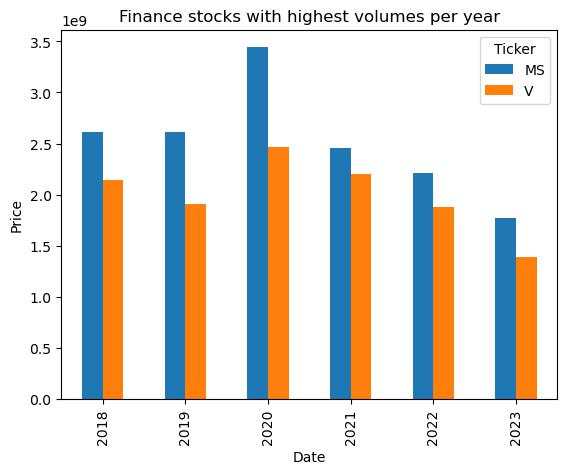 Finance stocks with highest volumes per year
1e9
Ticker
MS
V
3.5
3.0
2.5
2.0
1.5
1.0
0.5
0.0
Price
2018
2019
2020
2021
2022
2023
Date